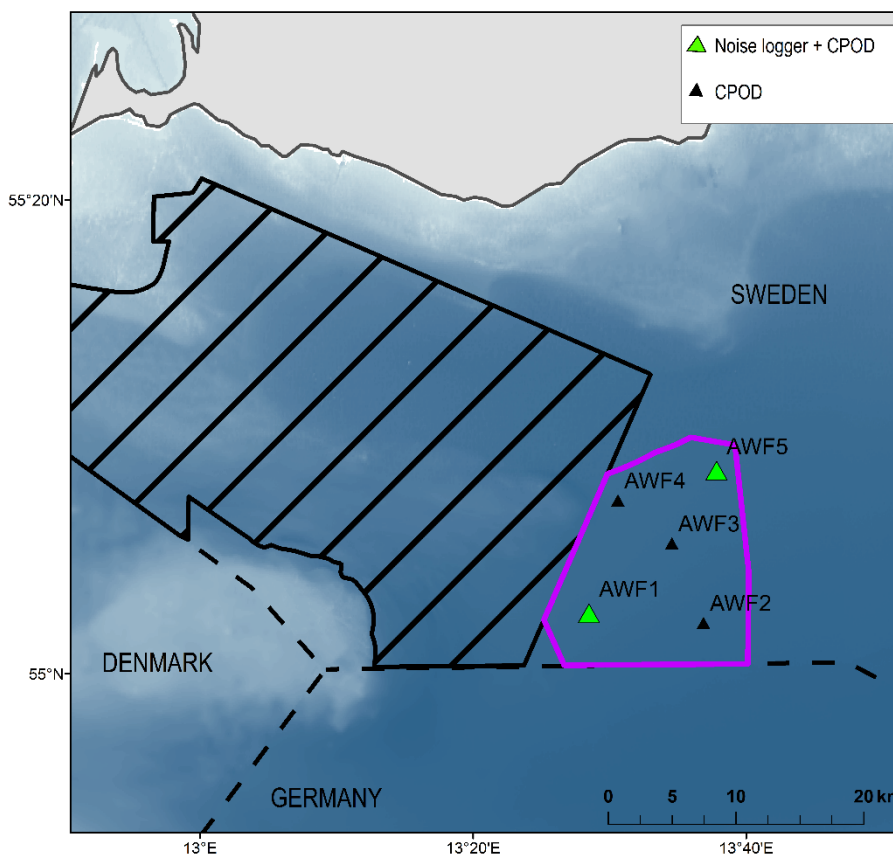 Noise logger + CPOD
CPOD
55°20'N
SWEDEN
AWF5
AWF4
AWF3
AWF1
AWF2
DENMARK
55°N
GERMANY
0 5 10 20 km
13°E 13°20'E 13°40'E